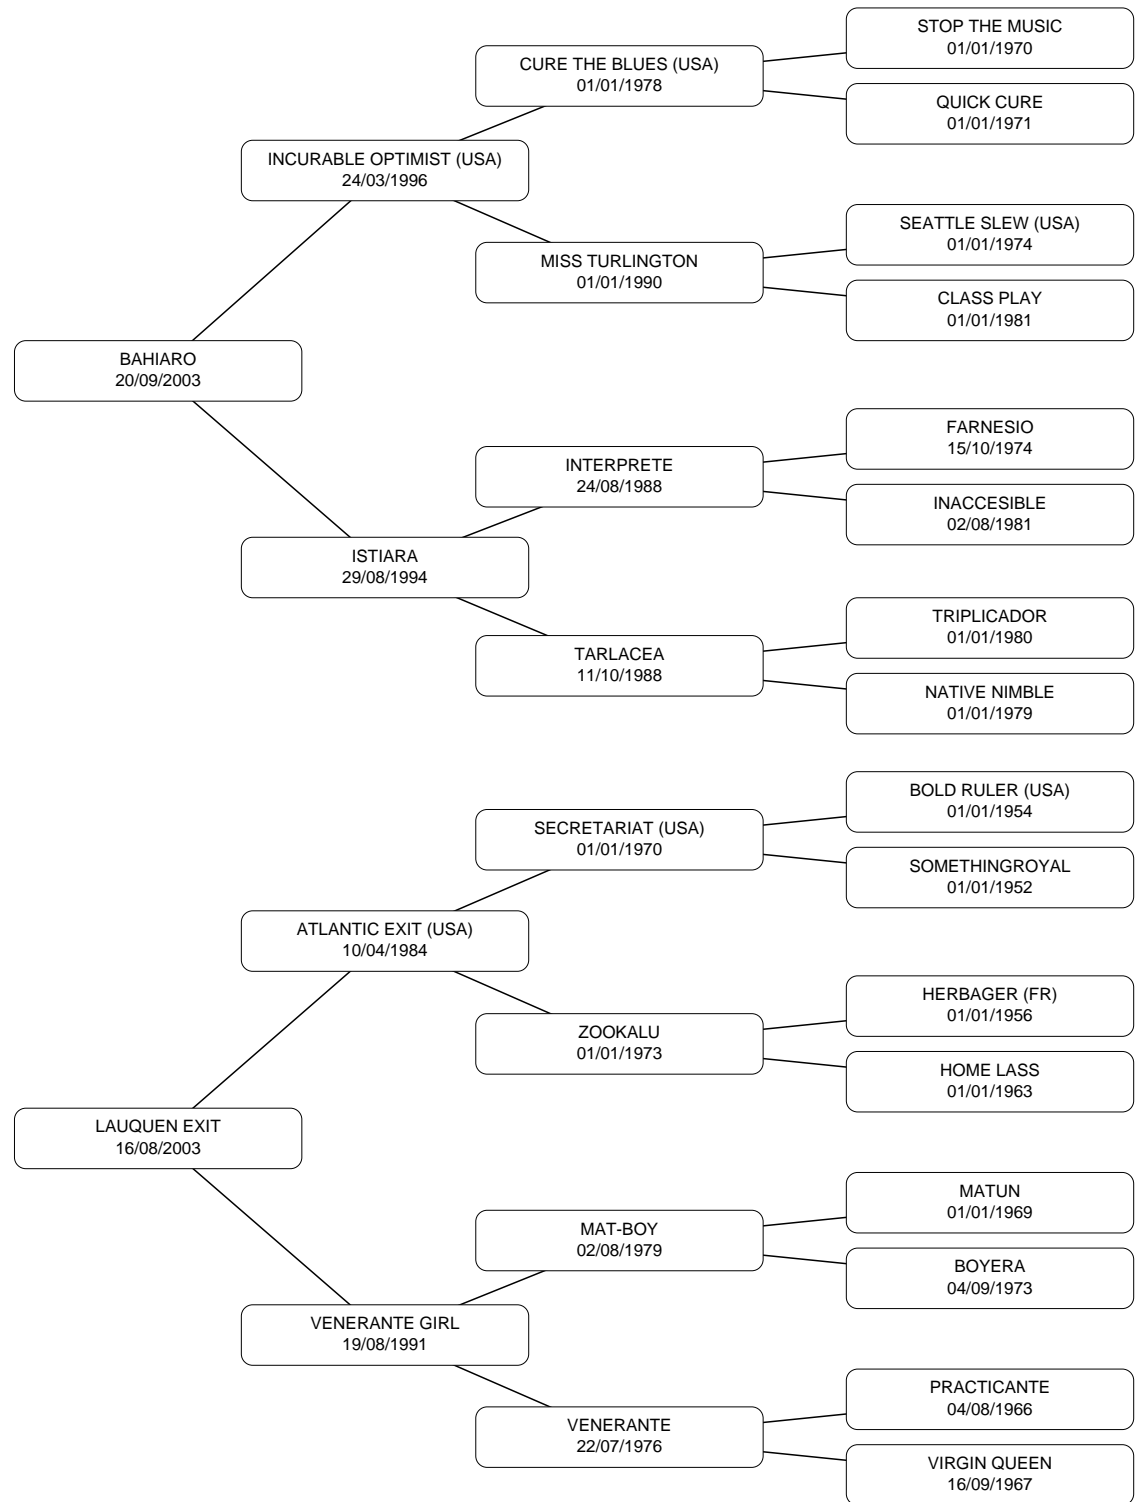 STOP THE MUSIC
01/01/1970
CURE THE BLUES (USA)
01/01/1978
QUICK CURE
01/01/1971
INCURABLE OPTIMIST (USA)
24/03/1996
SEATTLE SLEW (USA)
01/01/1974
MISS TURLINGTON
01/01/1990
CLASS PLAY
01/01/1981
BAHIARO
20/09/2003
FARNESIO
15/10/1974
INTERPRETE
24/08/1988
INACCESIBLE
02/08/1981
ISTIARA
29/08/1994
TRIPLICADOR
01/01/1980
TARLACEA
11/10/1988
NATIVE NIMBLE
01/01/1979
BOLD RULER (USA)
01/01/1954
SECRETARIAT (USA)
01/01/1970
SOMETHINGROYAL
01/01/1952
ATLANTIC EXIT (USA)
10/04/1984
HERBAGER (FR)
01/01/1956
ZOOKALU
01/01/1973
HOME LASS
01/01/1963
LAUQUEN EXIT
16/08/2003
MATUN
01/01/1969
MAT-BOY
02/08/1979
BOYERA
04/09/1973
VENERANTE GIRL
19/08/1991
PRACTICANTE
04/08/1966
VENERANTE
22/07/1976
VIRGIN QUEEN
16/09/1967